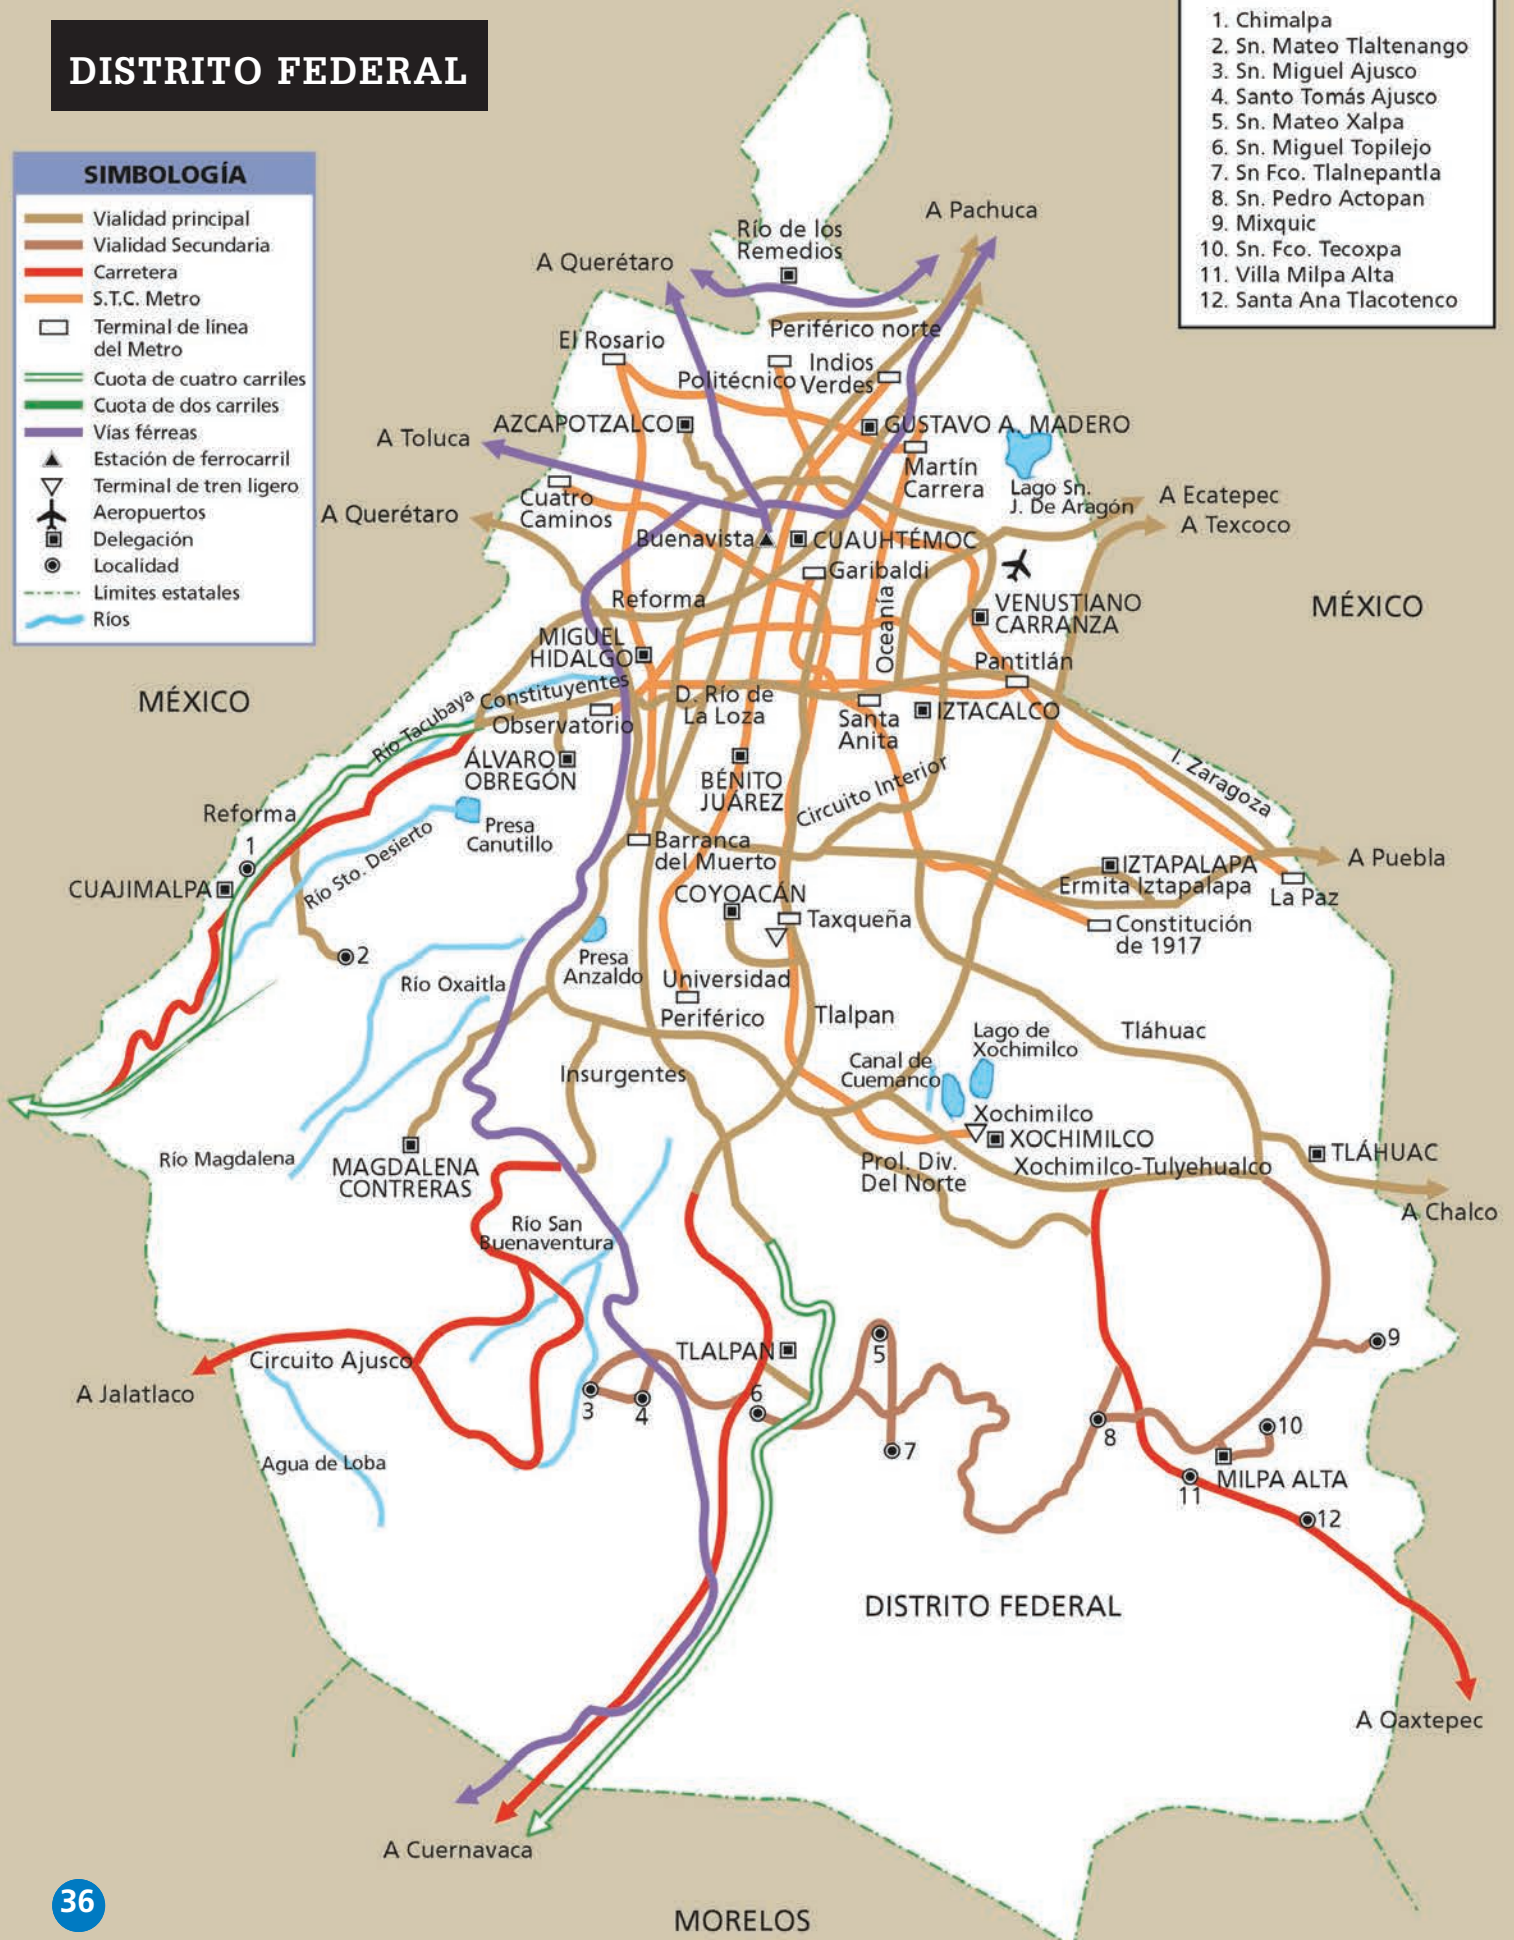 DISTRITO FEDERAL
1. Chimalpa
2. Sn. Mateo Tlaltenango
3. Sn. Miguel Ajusco
4. Santo Tomás Ajusco
5. Sn. Mateo Xalpa
6. Sn. Miguel Topilejo
7. Sn Fco. Tlalnepantla
8. Sn. Pedro Actopan
9. Mixquic
10. Sn. Fco. Tecoxpa
11. Villa Milpa Alta
12. Santa Ana Tlacotenco
SIMBOLOGÍA
Vialidad principal
Vialidad Secundaria
Carretera
S.T.C. Metro
Terminal de línea
del Metro
Cuota de cuatro carriles
Cuota de dos carriles
Vías férreas
Estación de ferrocarril
Terminal de tren ligero
Aeropuertos
Delegación
Localidad
Límites estatales
Ríos
A Pachuca
Río de los
Remedios
A Querétaro
Periférico norte
El Rosario
Politécnico
Indios
Verdes
AZCAPOTZALCO
GUSTAVO A. MADERO
A Toluca
Martín
Carrera
Cuatro
Caminos
Lago Sn.
J. De Aragón
A Ecatepec
A Querétaro
A Texcoco
Buenavista
CUAUHTÉMOC
Garibaldi
Reforma
Oceanía
VENUSTIANO
CARRANZA
MÉXICO
MIGUEL
HIDALGO
Pantitlán
MÉXICO
Constituyentes
Río Tacubaya
Observatorio
D. Río de
La Loza
Santa
Anita
IZTACALCO
ÁLVARO
OBREGÓN
BÉNITO
JUÁREZ
Circuito Interior
I. Zaragoza
Reforma
1
Presa
Canutillo
Río Sto. Desierto
Barranca
del Muerto
IZTAPALAPA
Ermita Iztapalapa
A Puebla
La Paz
CUAJIMALPA
COYOACÁN
Taxqueña
Constitución
de 1917
2
Presa
Anzaldo
Río Oxaitla
Universidad
Periférico
Tlalpan
Tláhuac
Lago de
Xochimilco
Canal de
Cuemanco
Insurgentes
Xochimilco
XOCHIMILCO
Xochimilco-Tulyehualco
TLÁHUAC
Río Magdalena
MAGDALENA
CONTRERAS
Prol. Div.
Del Norte
A Chalco
Río San
Buenaventura
TLALPAN
5
9
Circuito Ajusco
A Jalatlaco
3
4
6
7
8
10
Agua de Loba
MILPA ALTA
11
12
DISTRITO FEDERAL
A Oaxtepec
A Cuernavaca
36
MORELOS